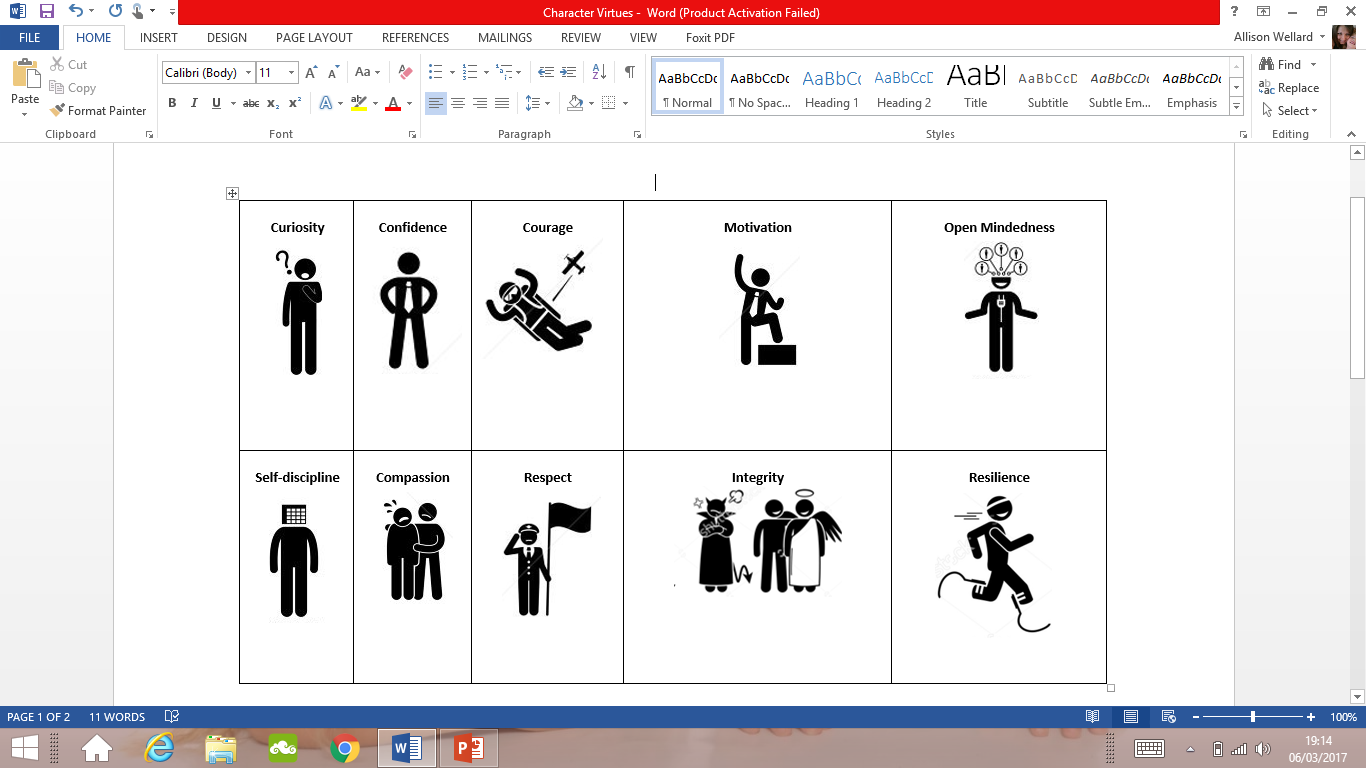 Character Virtues - Word (Product Activation Failed)
FILE HOME INSERT DESIGN PAGE LAYOUT REFERENCES MAILINGS REVIEW VIEW Foxit PDF Allison Wellard
Paste
Cut
Copy
Format Painter
Clipboard
Calibri (Body) 11
Font
Paragraph
AaBbCcDc AaBbCcDc AaBbCc AaBbCcD AaBl AaBbCcD AaBbCcDc AaBbCcDc
¶ Normal ¶ No Spac... Heading 1 Heading 2 Title Subtitle Subtle Em... Emphasis
Styles
Find
Replace
Select
Editing
Curiosity Confidence Courage Motivation Open Mindedness
Self-discipline Compassion Respect Integrity Resilience
PAGE 1 OF 2 11 WORDS 100%
19:14
06/03/2017